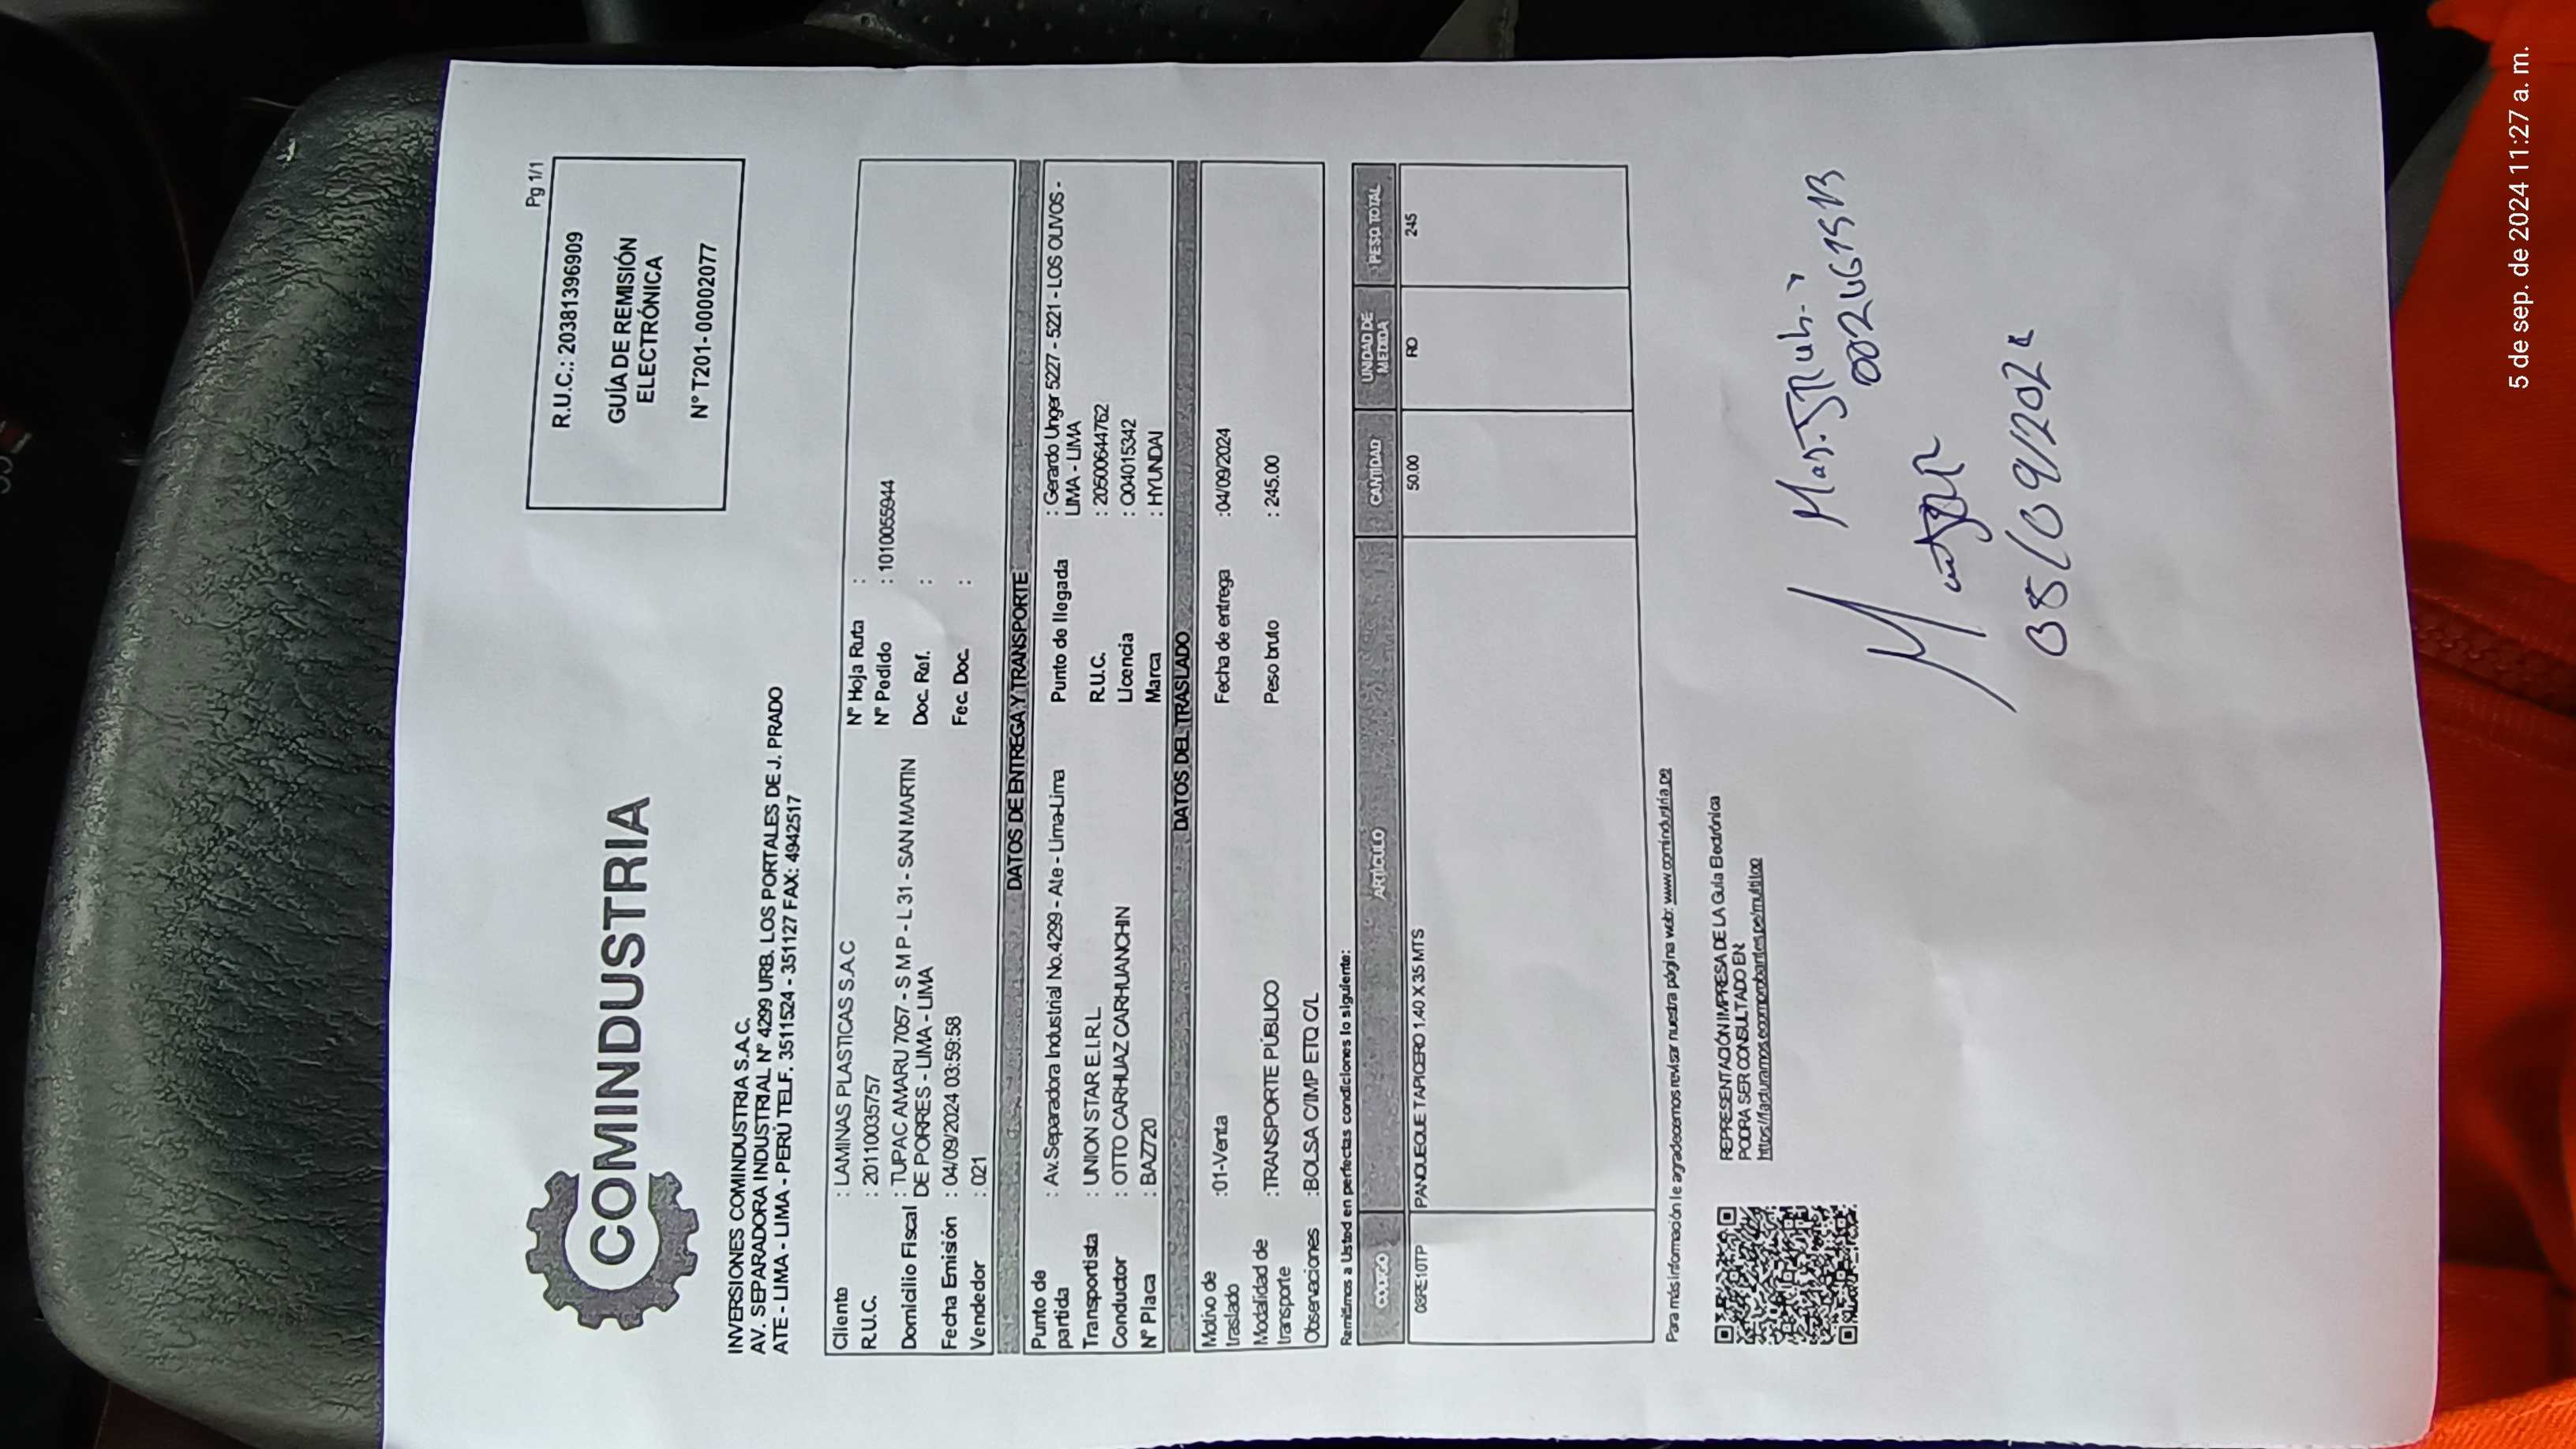 Pg 1/1
R.U.C.: 20381396909
GUÍA DE REMISIÓN
ELECTRÓNICA
N° T201- 00002077
COMINDUSTRIA
INVERSIONES COMINDUSTRIA S.A.C.
AV. SEPARADORA INDUSTRIAL N° 4299 URB. LOS PORTALES DE J. PRADO
ATE - LIMA - LIMA - PERÚ TELF. 3511524 - 351127 FAX: 4942517
Cliente : LAMINAS PLASTICAS S.A.C N° Hoja Ruta :
R.U.C. : 20110035757 N° Pedido : 1010055944
Domicilio Fiscal : TUPAC AMARU 7057 - S M P - L 31 - SAN MARTIN Doc. Ref. :
DE PORRES - LIMA - LIMA
Fecha Emisión : 04/09/2024 03:59:58 Fec. Doc. :
Vendedor : 021
DATOS DE ENTREGA Y TRANSPORTE
Punto de partida : Av.Separadora Industrial No.4299 - Ate - Lima-Lima Punto de llegada : Gerardo Unger 5227 - 5221 - LOS OLIVOS -
LIMA - LIMA
Transportista : UNION STAR E.I.R.L R.U.C. : 20500644762
Conductor : OTTO CARHUAZ CARHUANCHIN Licencia : Q04015342
N° Placa : BAZ720 Marca : HYUNDAI
DATOS DEL TRASLADO
Motivo de traslado :01-Venta Fecha de entrega :04/09/2024
Modalidad de transporte :TRANSPORTE PÚBLICO Peso bruto : 245.00
Observaciones :BOLSA C/IMP ETQ C/L
Remitimos a Usted en perfectas condiciones lo siguiente:
CODIGO ARTÍCULO CANTIDAD UNIDAD DE MEDIDA PESO TOTAL
PANQUEQUE TAPICERO 1.40 X 35 MTS 50.00 RO 245
Para más información le agradecemos revisar nuestra página web: www.comindustria.pe
REPRESENTACIÓN IMPRESA DE LA Guía Electrónica
PODRA SER CONSULTADO EN:
05/09/2024
5 de sep. de 2024 11:27 a. m.